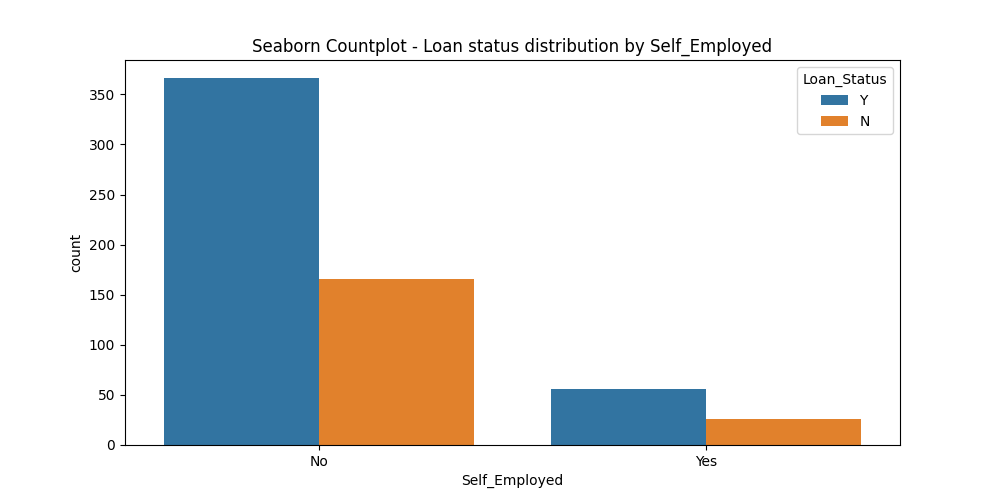 Seaborn Countplot - Loan status distribution by Self_Employed
Loan_Status
Y
N
count
350
300
250
200
150
100
50
0
No
Yes
Self_Employed